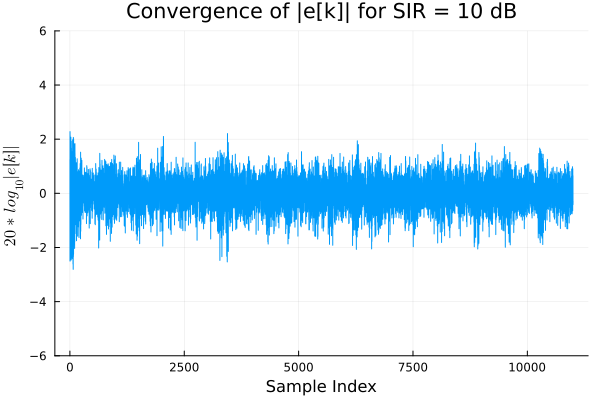 Convergence of |e[k]| for SIR = 10 dB
20 * log₁₀|e[k]|
6
4
2
0
−2
−4
−6
0 2500 5000 7500 10000
Sample Index